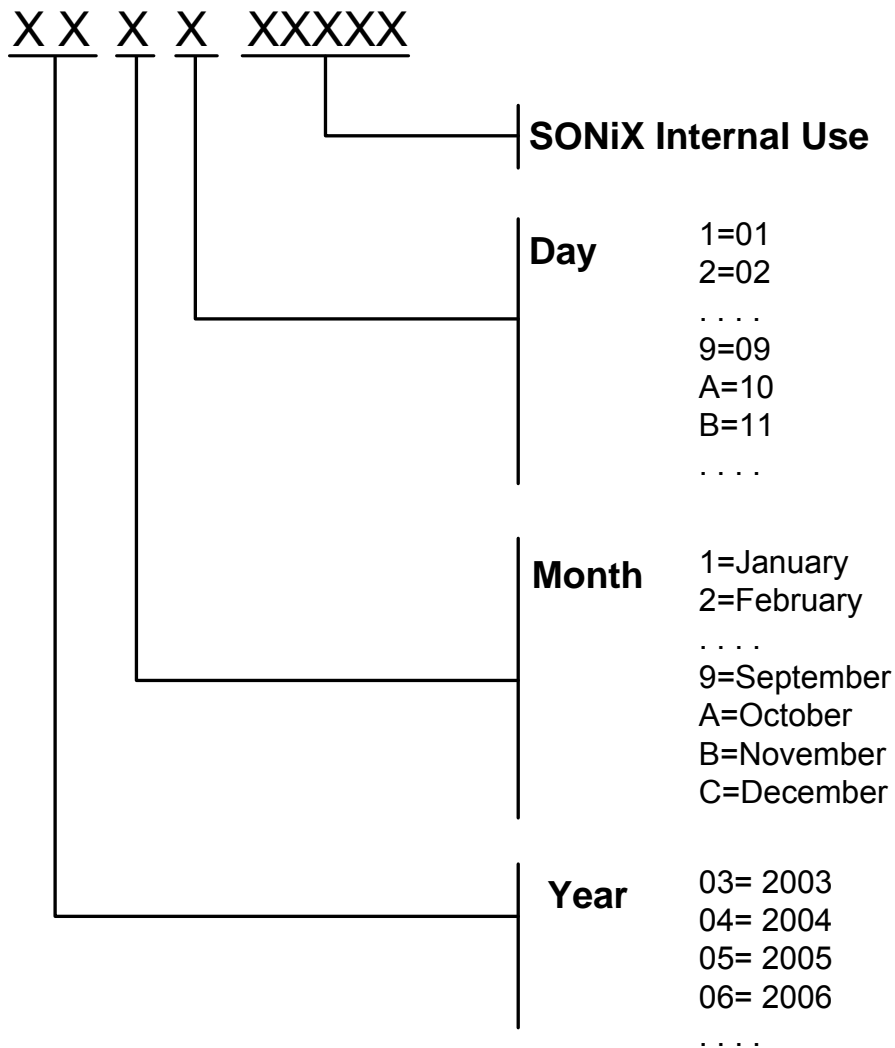 X X X X XXXXX
SONiX Internal Use
Day
1=01
2=02
. . . .
9=09
A=10
B=11
. . . .
Month
1=January
2=February
. . . .
9=September
A=October
B=November
C=December
Year
03= 2003
04= 2004
05= 2005
06= 2006
. . . .